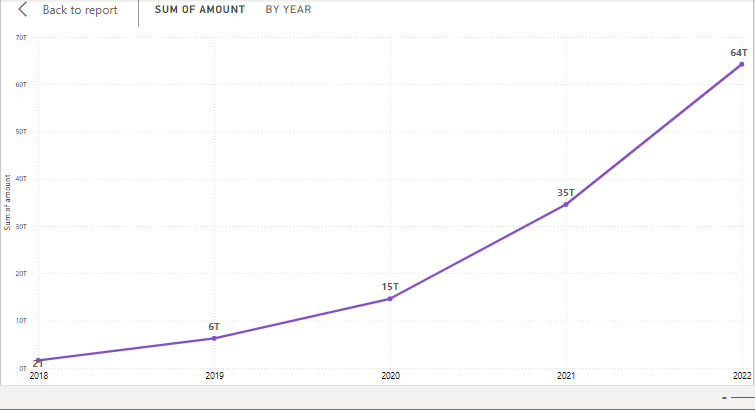 Back to report
SUM OF AMOUNT BY YEAR
70T
60T
50T
40T
30T
20T
10T
0T
Sum of amount
2T
6T
15T
35T
64T
2018 2019 2020 2021 2022